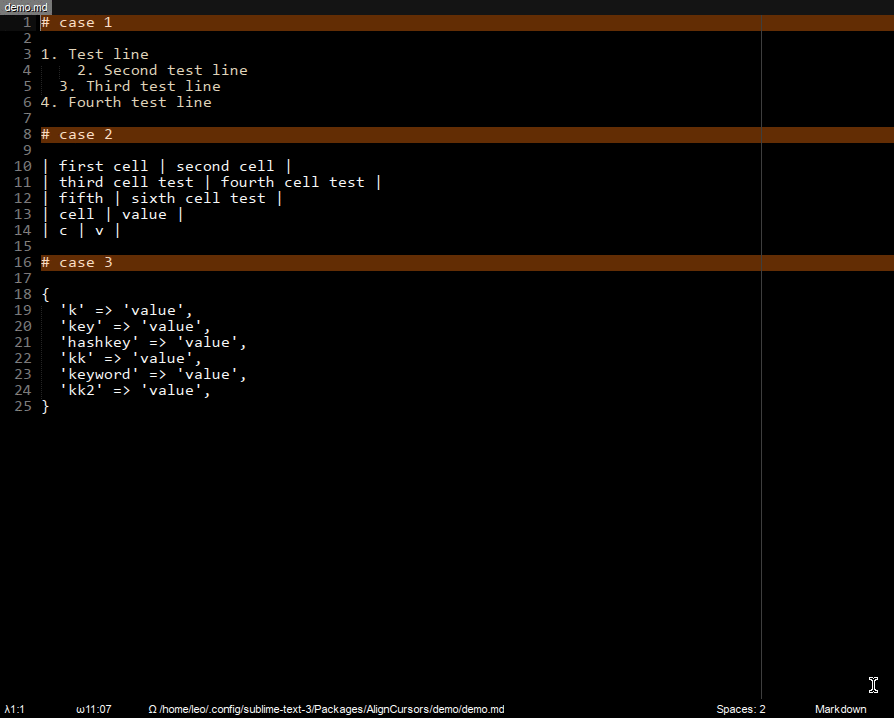 demo.md
1 # case 1
2
3 1. Test line
4     2. Second test line
5   3. Third test line
6 4. Fourth test line
7
8 # case 2
9
10 | first cell | second cell |
11 | third cell test | fourth cell test |
12 | fifth | sixth cell test |
13 | cell | value |
14 | c | v |
15
16 # case 3
17
18 {
19   'k' => 'value',
20   'key' => 'value',
21   'hashkey' => 'value',
22   'kk' => 'value',
23   'keyword' => 'value',
24   'kk2' => 'value',
25 }
λ1:1 ω11:07 Ω /home/leo/.config/sublime-text-3/Packages/AlignCursors/demo/demo.md Spaces: 2 Markdown